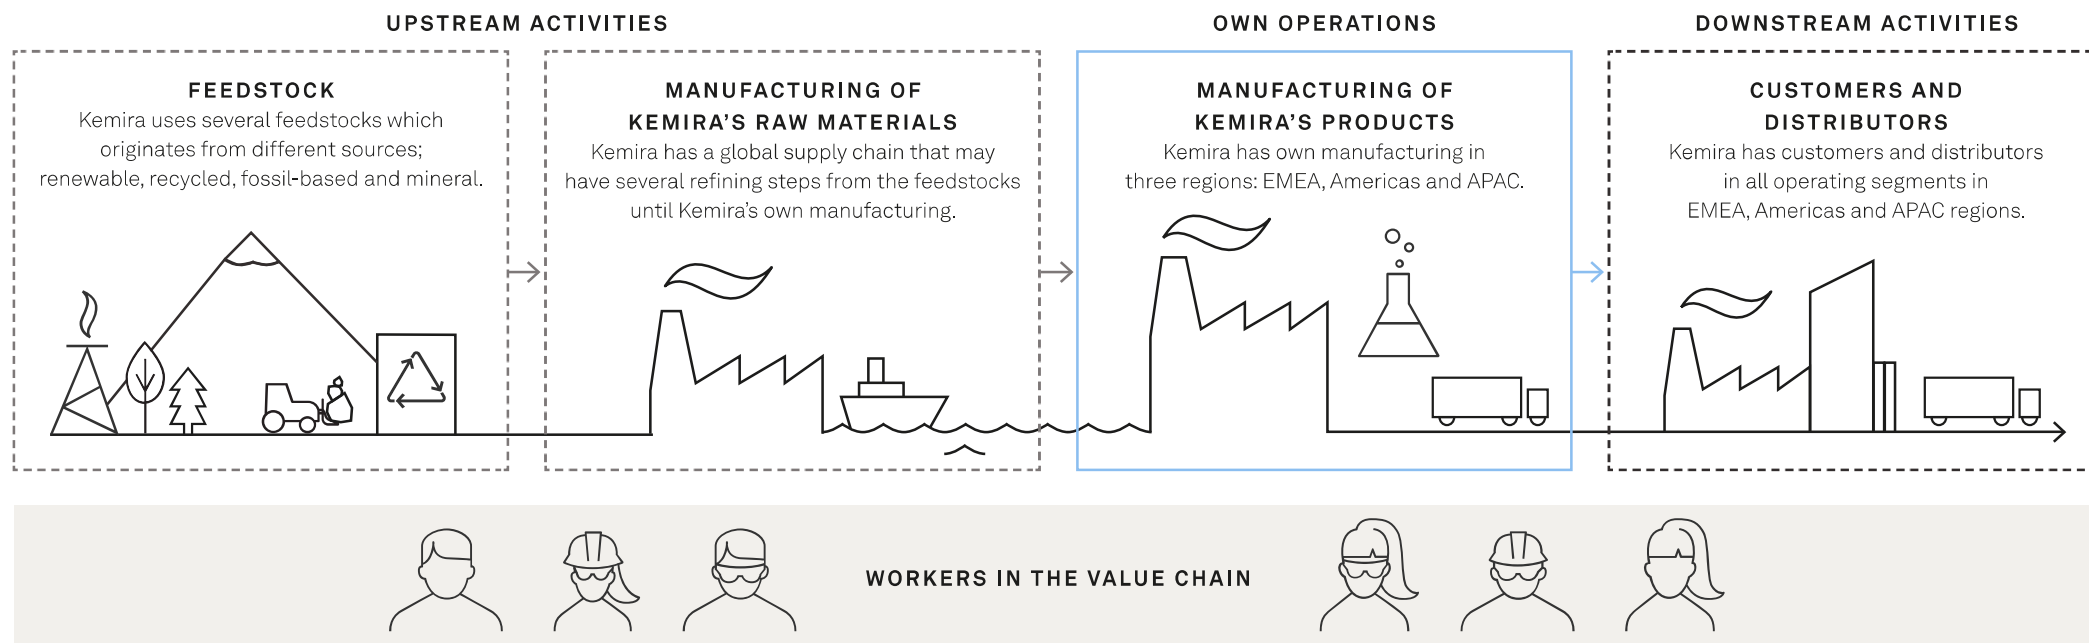 UPSTREAM ACTIVITIES
OWN OPERATIONS
DOWNSTREAM ACTIVITIES
FEEDSTOCK
Kemira uses several feedstocks which
originates from different sources;
renewable, recycled, fossil-based and mineral.
MANUFACTURING OF
KEMIRA'S RAW MATERIALS
Kemira has a global supply chain that may
have several refining steps from the feedstocks
until Kemira's own manufacturing.
MANUFACTURING OF
KEMIRA'S PRODUCTS
Kemira has own manufacturing in
three regions: EMEA, Americas and APAC.
CUSTOMERS AND
DISTRIBUTORS
Kemira has customers and distributors
in all operating segments in
EMEA, Americas and APAC regions.
WORKERS IN THE VALUE CHAIN